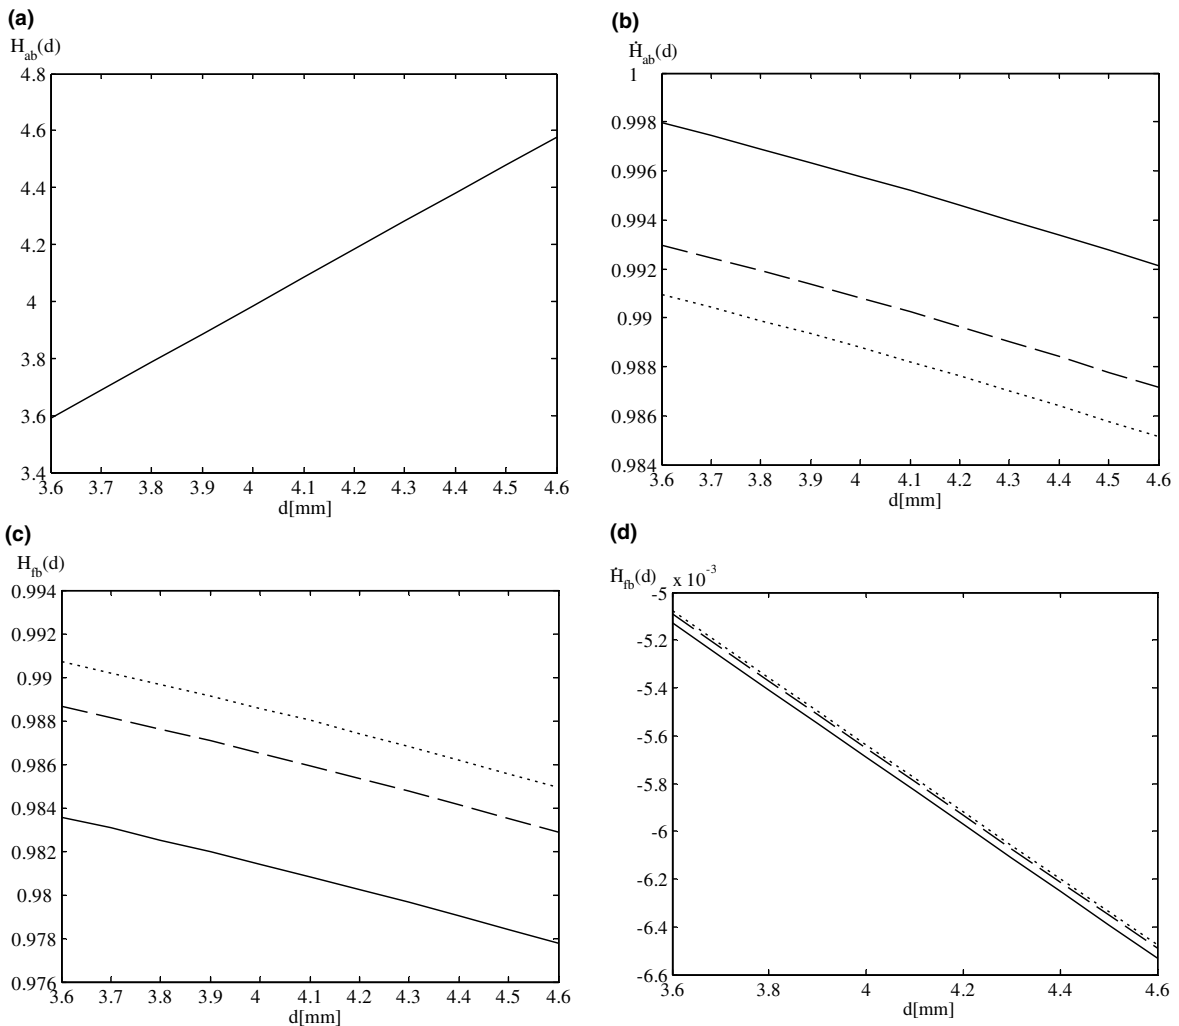 (a)
H_ab(d)
4.8
4.6
4.4
4.2
4
3.8
3.6
3.4
3.6 3.7 3.8 3.9 4 4.1 4.2 4.3 4.4 4.5 4.6
d[mm]
(b)
Ḣ_ab(d)
1
0.998
0.996
0.994
0.992
0.99
0.988
0.986
0.984
3.6 3.7 3.8 3.9 4 4.1 4.2 4.3 4.4 4.5 4.6
d[mm]
(c)
H_fb(d)
0.994
0.992
0.99
0.988
0.986
0.984
0.982
0.98
0.978
0.976
3.6 3.7 3.8 3.9 4 4.1 4.2 4.3 4.4 4.5 4.6
d[mm]
(d)
Ḣ_fb(d) x 10^-3
-5
-5.2
-5.4
-5.6
-5.8
-6
-6.2
-6.4
-6.6
3.6 3.8 4 4.2 4.4 4.6
d[mm]